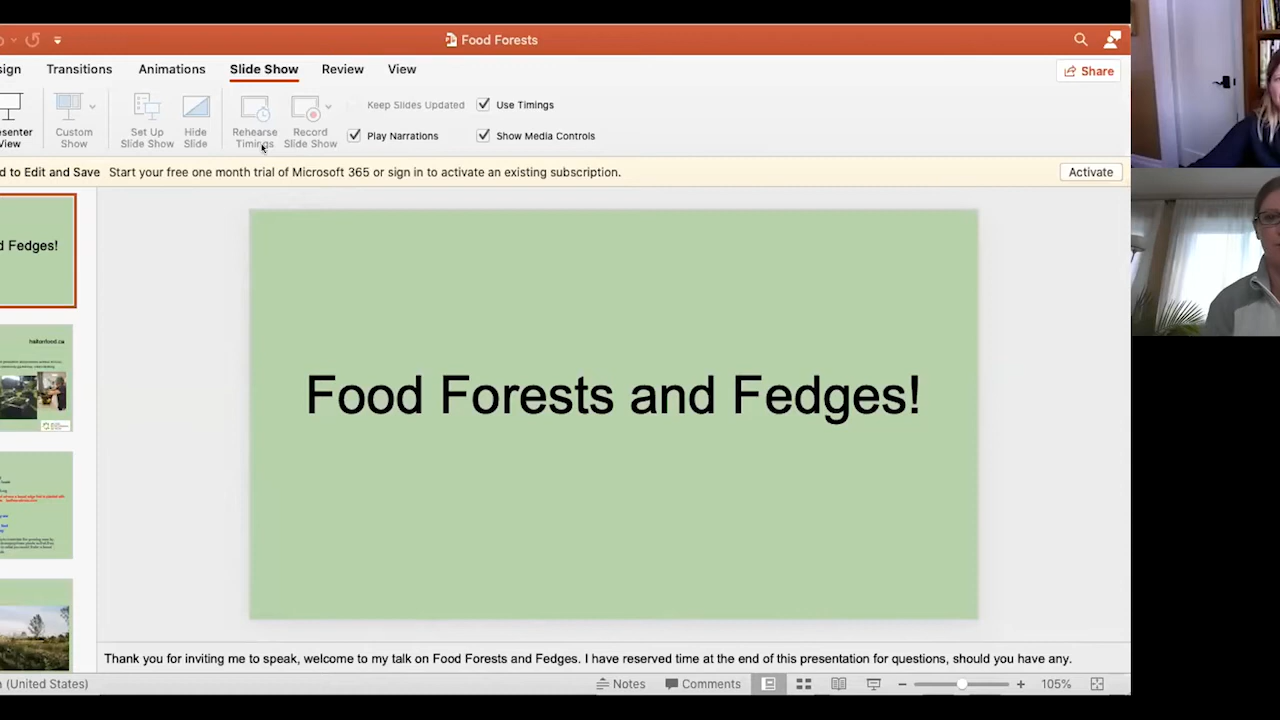 Food Forests
sign Transitions Animations Slide Show Review View Share
Keep Slides Updated Use Timings
Play Narrations Show Media Controls
View
Custom Show
Set Up Slide Show
Hide Slide
Rehearse Timings
Record Slide Show
d to Edit and Save Start your free one month trial of Microsoft 365 or sign in to activate an existing subscription. Activate
d Fedges!
haltonfood.ca
Food Forests and Fedges!
Thank you for inviting me to speak, welcome to my talk on Food Forests and Fedges. I have reserved time at the end of this presentation for questions, should you have any.
(United States) Notes Comments 105%